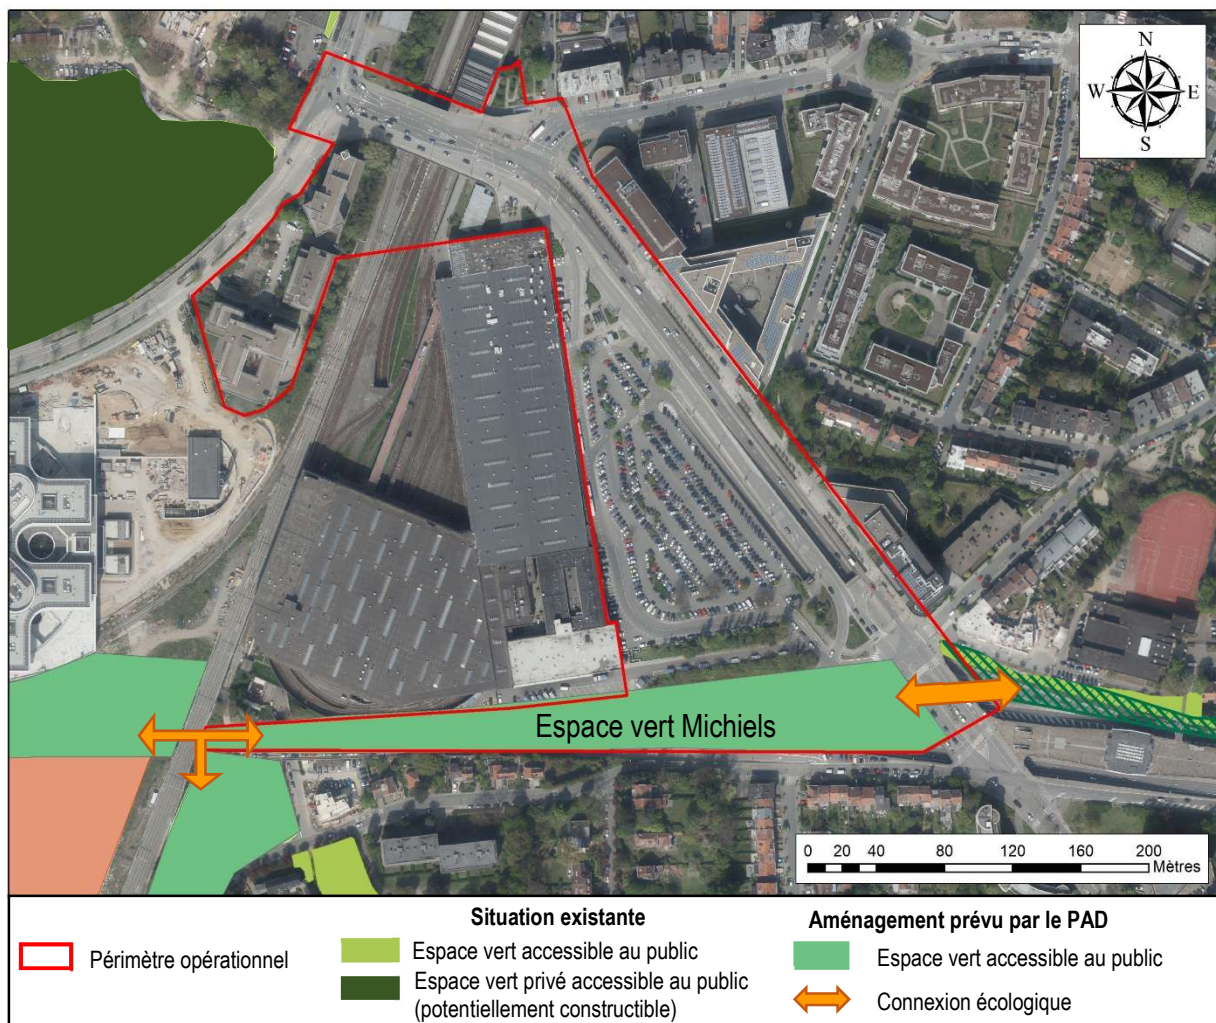 N
W E
S
Espace vert Michiels
0 20 40 80 120 160 200
Mètres
Périmètre opérationnel
Situation existante
Espace vert accessible au public
Espace vert privé accessible au public
(potentiellement constructible)
Aménagement prévu par le PAD
Espace vert accessible au public
Connexion écologique